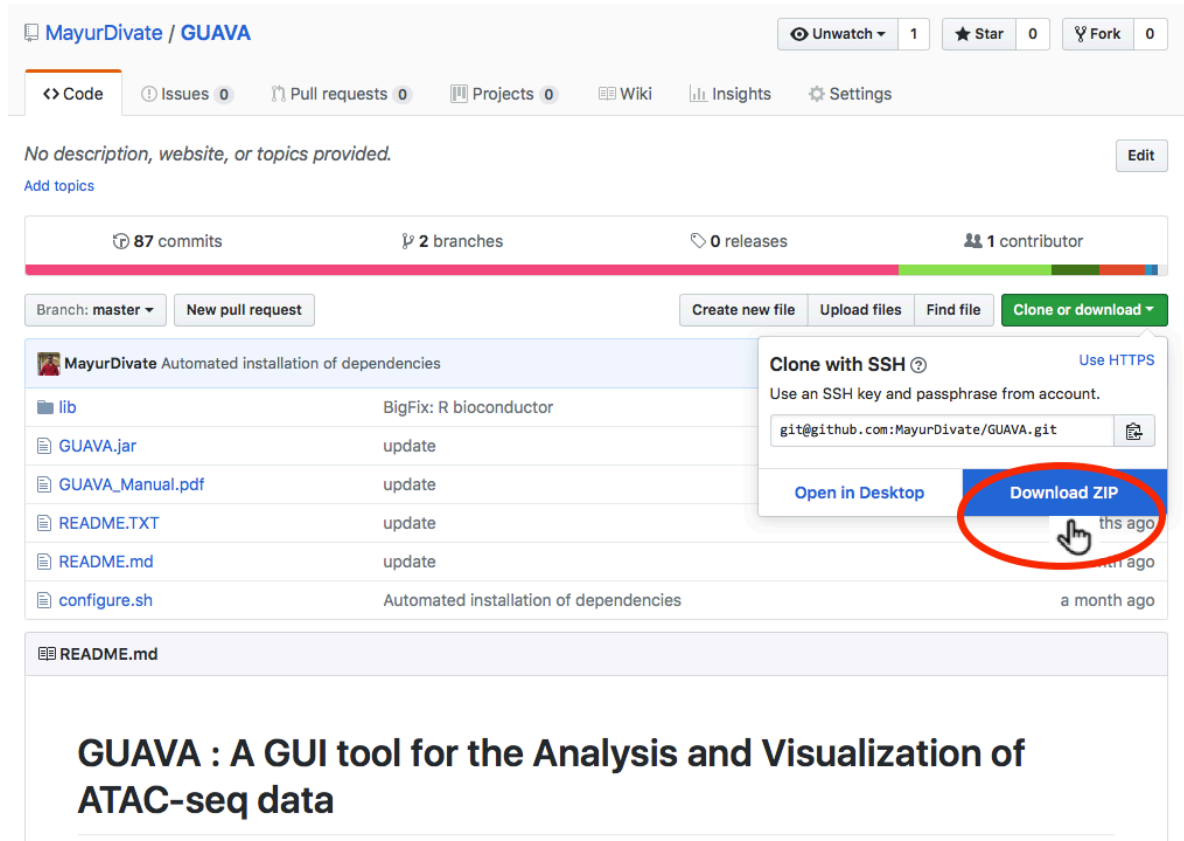 MayurDivate / GUAVA Unwatch 1 Star 0 Fork 0
Code Issues 0 Pull requests 0 Projects 0 Wiki Insights Settings
No description, website, or topics provided. Edit
Add topics
87 commits 2 branches 0 releases 1 contributor
Branch: master New pull request Create new file Upload files Find file Clone or download
MayurDivate Automated installation of dependencies
Clone with SSH Use HTTPS
Use an SSH key and passphrase from account.
git@github.com:MayurDivate/GUAVA.git
Open in Desktop Download ZIP
lib BigFix: R bioconductor
GUAVA.jar update
GUAVA_Manual.pdf update
README.TXT update ths ago
README.md update ago
configure.sh Automated installation of dependencies a month ago
README.md
GUAVA : A GUI tool for the Analysis and Visualization of
ATAC-seq data